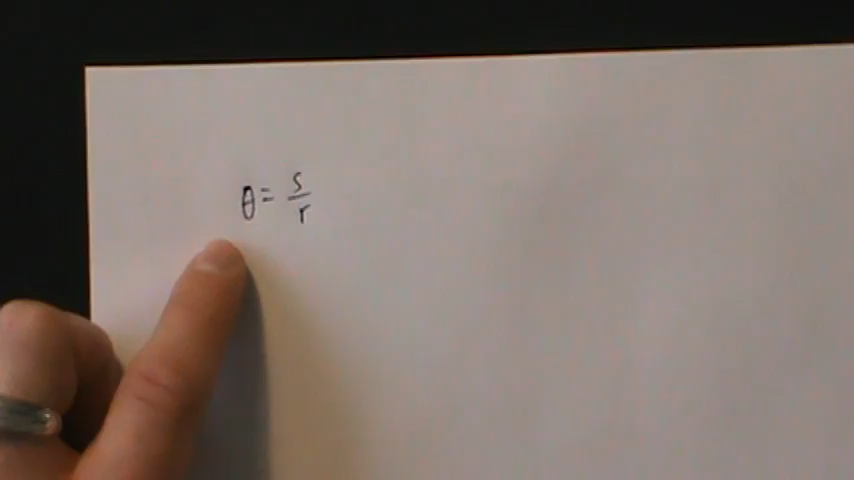 θ = s/r